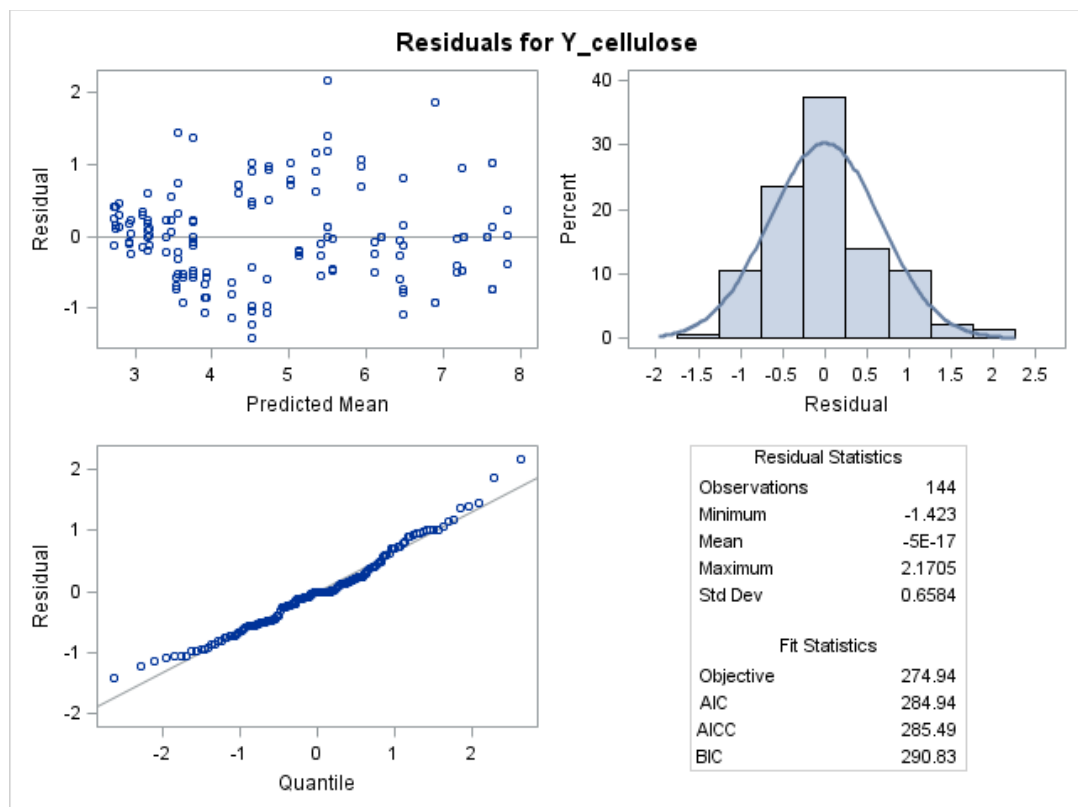 Residuals for Y_cellulose
2
1
0
-1
Residual
3 4 5 6 7 8
Predicted Mean
40
30
20
10
0
Percent
-2 -1.5 -1 -0.5 0 0.5 1 1.5 2 2.5
Residual
2
1
0
-1
-2
Residual
-2 -1 0 1 2
Quantile
Residual Statistics
Observations 144
Minimum -1.423
Mean -5E-17
Maximum 2.1705
Std Dev 0.6584
Fit Statistics
Objective 274.94
AIC 284.94
AICC 285.49
BIC 290.83